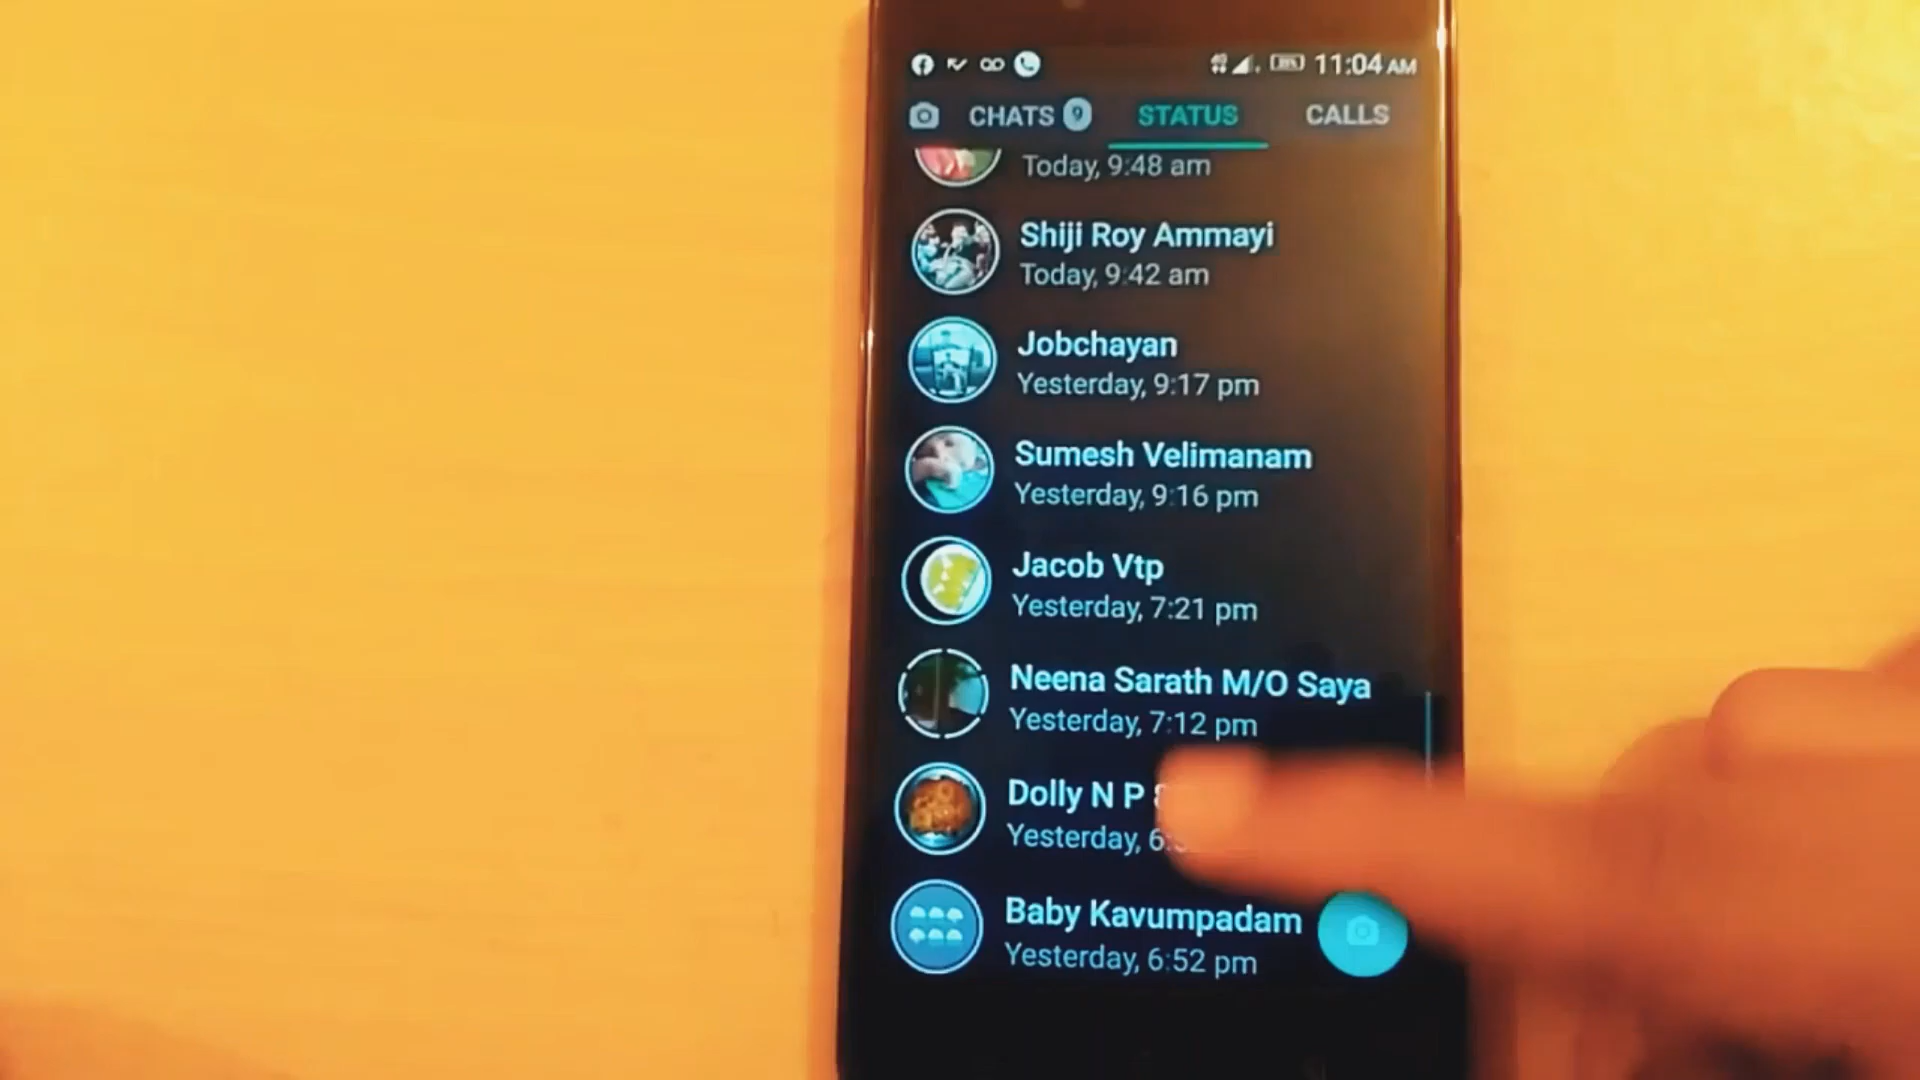 11:04 AM
CHATS 9 STATUS CALLS
Today, 9:48 am
Shiji Roy Ammayi
Today, 9:42 am
Jobchayan
Yesterday, 9:17 pm
Sumesh Velimanam
Yesterday, 9:16 pm
Jacob Vtp
Yesterday, 7:21 pm
Neena Sarath M/O Saya
Yesterday, 7:12 pm
Dolly N P
Yesterday,
Baby Kavumpadam
Yesterday, 6:52 pm